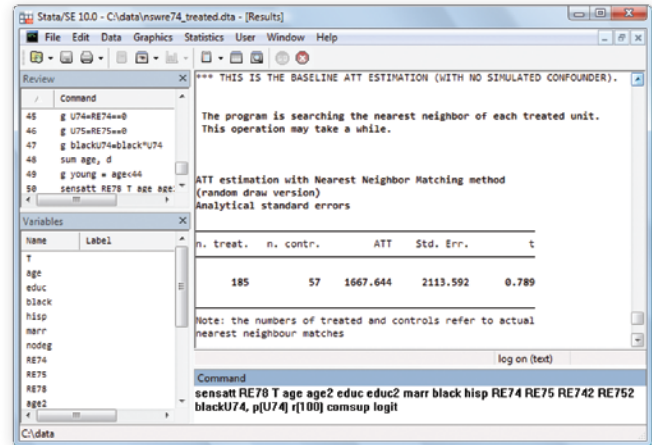 Stata/SE 10.0 - C:\data\nswre74_treated.dta - [Results]
File Edit Data Graphics Statistics User Window Help
Review
Command
45 g U74=RE74==0
46 g U75=RE75==0
47 g blackU74=black*U74
48 sum age, d
49 g young = age<44
50 sensatt RE78 T age age
Variables
Name Label
T
age
educ
black
hisp
marr
nodeg
RE74
RE75
RE78
age2
*** THIS IS THE BASELINE ATT ESTIMATION (WITH NO SIMULATED CONFOUNDER).
The program is searching the nearest neighbor of each treated unit.
This operation may take a while.
ATT estimation with Nearest Neighbor Matching method
(random draw version)
Analytical standard errors
n. treat. n. contr. ATT Std. Err. t
185 57 1667.644 2113.592 0.789
Note: the numbers of treated and controls refer to actual
nearest neighbour matches
log on (text)
Command
sensatt RE78 T age age2 educ educ2 marr black hisp RE74 RE75 RE742 RE752
blackU74, p(U74) r(100) comsup logit
C:\data